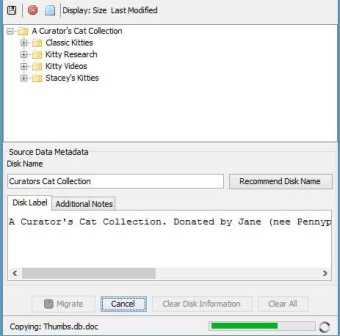 Display: Size Last Modified
A Curator's Cat Collection
Classic Kitties
Kitty Research
Kitty Videos
Stacey's Kitties
Source Data Metadata
Disk Name
Curators Cat Collection
Recommend Disk Name
Disk Label Additional Notes
A Curator's Cat Collection. Donated by Jane (nee Pennyp
Migrate Cancel Clear Disk Information Clear All
Copying: Thumbs.db.doc